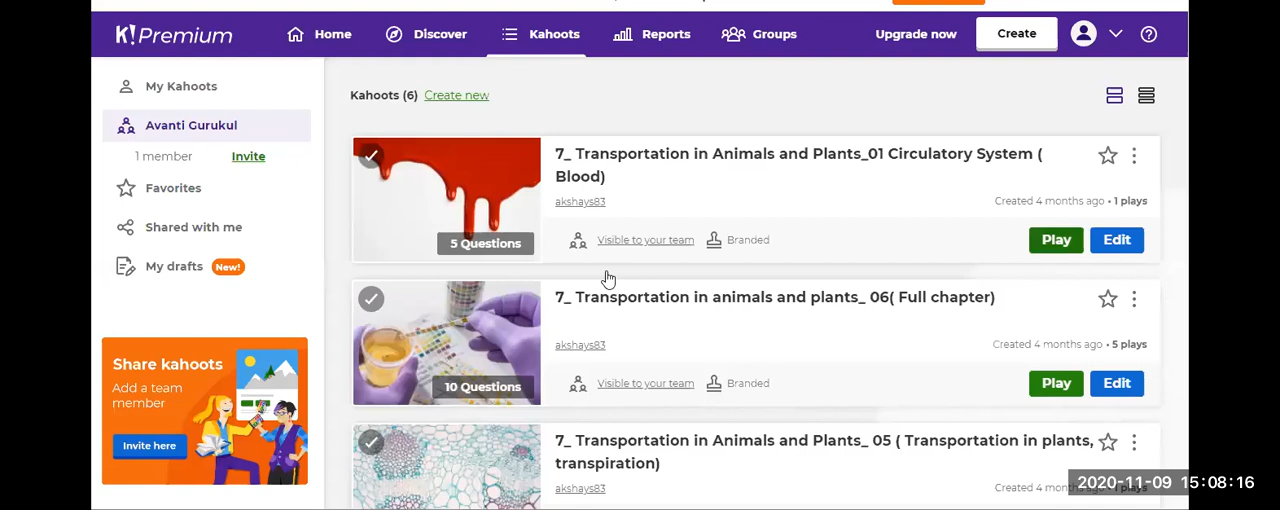 K!Premium
Home
Discover
Kahoots
Reports
Groups
Upgrade now
Create
My Kahoots
Avanti Gurukul
1 member
Invite
Favorites
Shared with me
My drafts
New!
Share kahoots
Add a team
member
Invite here
Kahoots (6) Create new
7_ Transportation in Animals and Plants_01 Circulatory System (
Blood)
akshays83
Created 4 months ago • 1 plays
5 Questions
Visible to your team
Branded
Play
Edit
7_ Transportation in animals and plants_ 06( Full chapter)
akshays83
Created 4 months ago • 5 plays
10 Questions
Visible to your team
Branded
Play
Edit
7_ Transportation in Animals and Plants_ 05 ( Transportation in plants,
transpiration)
akshays83
Created 4
2020-11-09 15:08:16